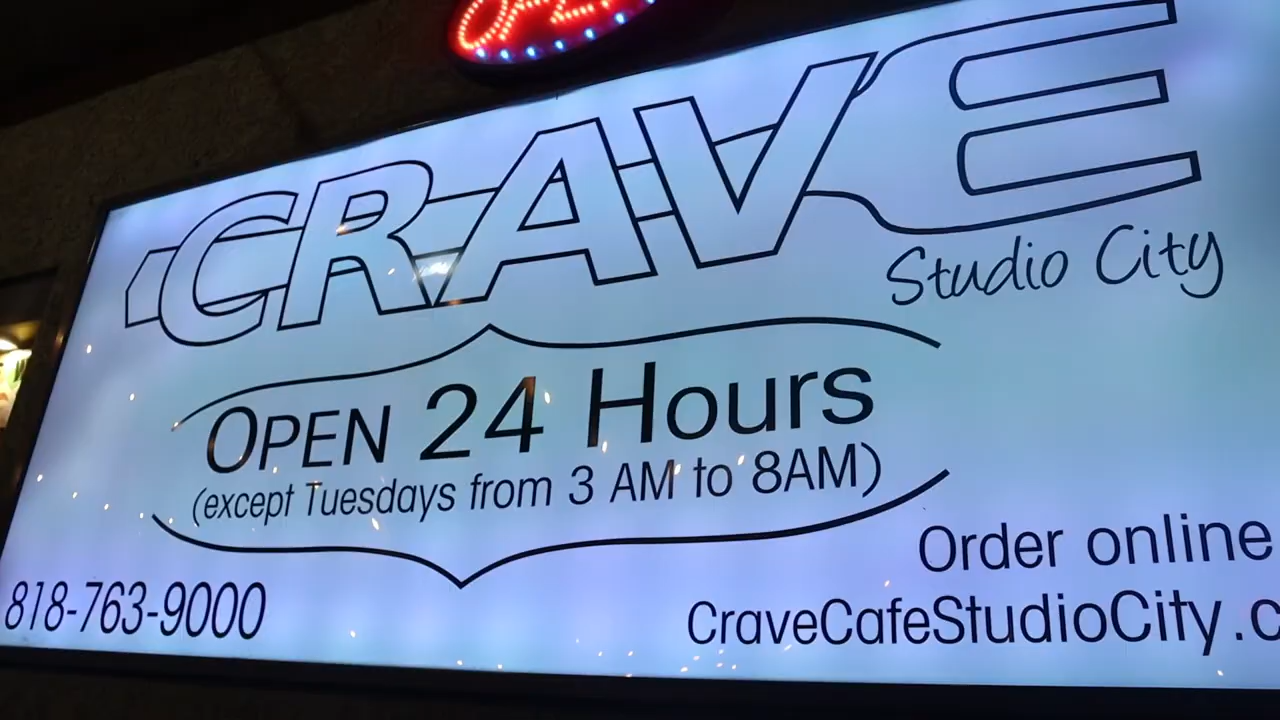 OPEN
CRAVE
Studio City
OPEN 24 Hours
(except Tuesdays from 3 AM to 8AM)
818-763-9000
Order online
CraveCafeStudioCity.c